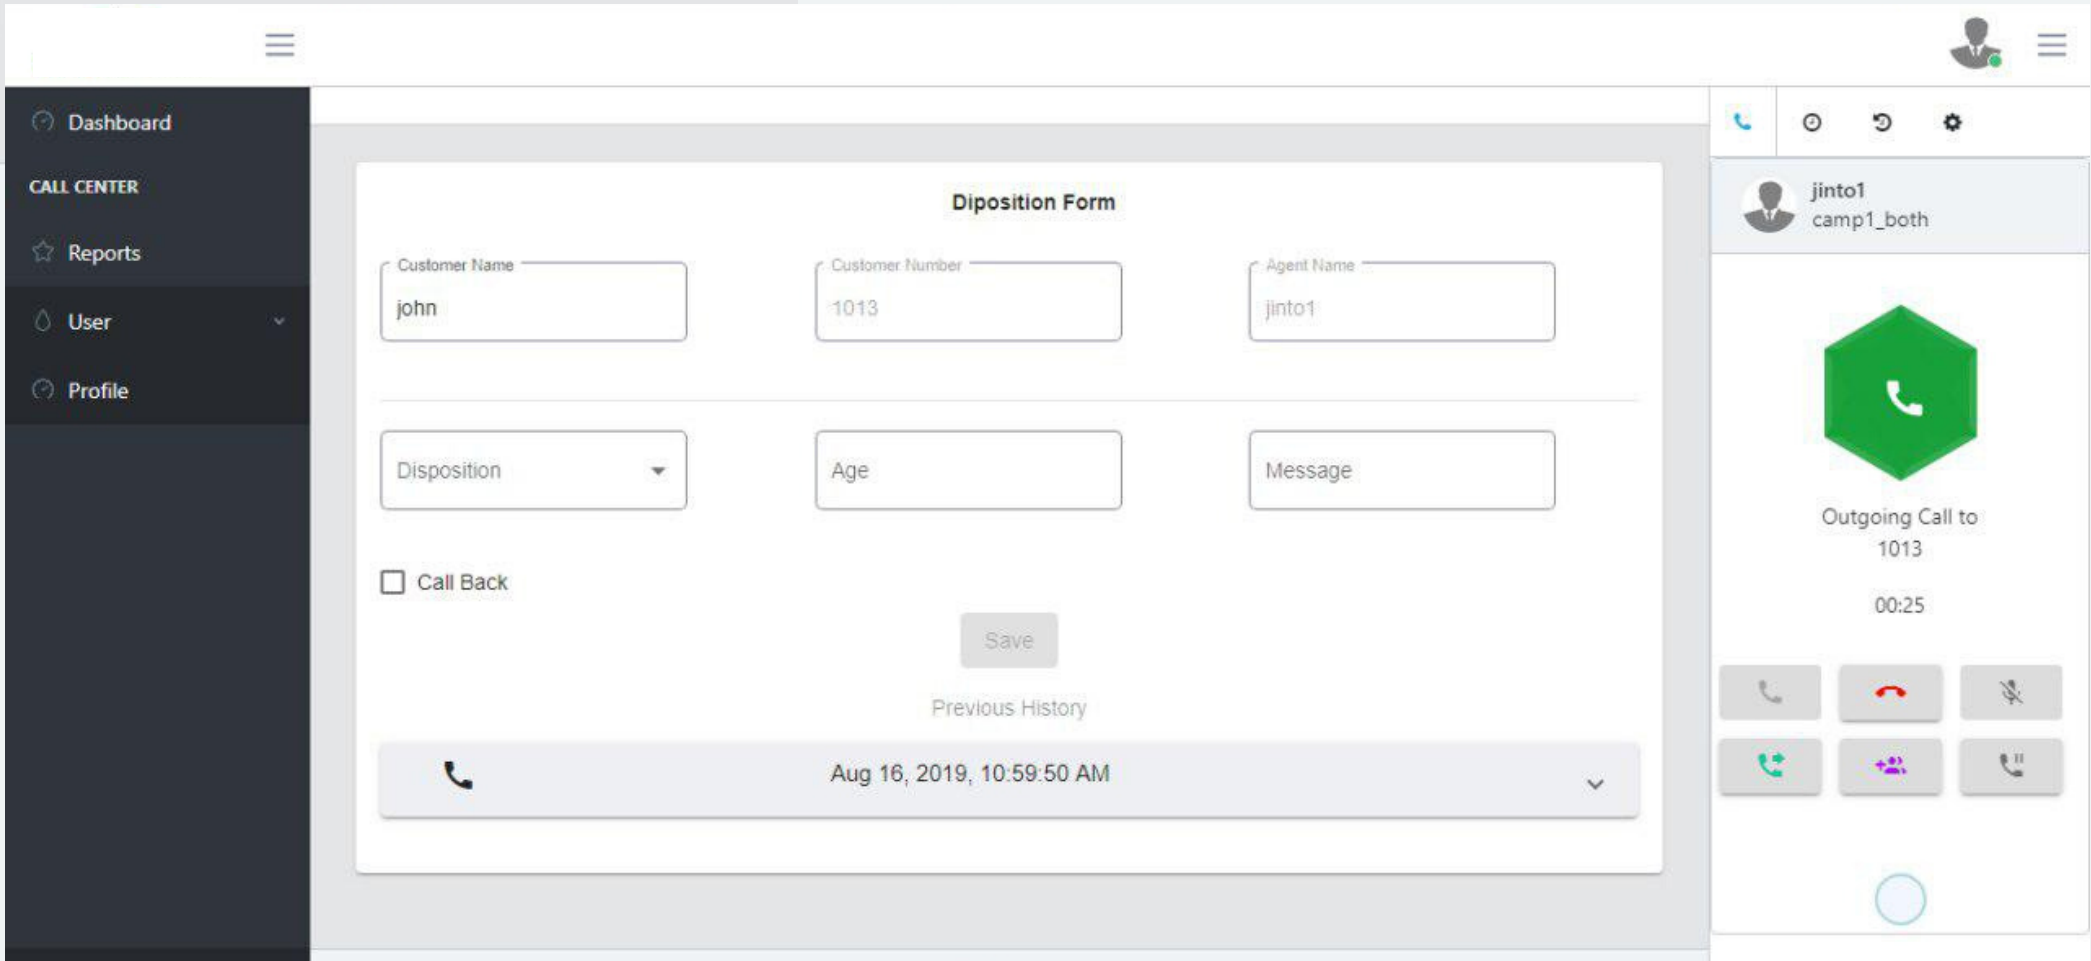 Dashboard
CALL CENTER
Reports
User
Profile
Diposition Form
Customer Name
john
Customer Number
1013
Agent Name
jinto1
Disposition
Age
Message
Call Back
Save
Previous History
Aug 16, 2019, 10:59:50 AM
jinto1
camp1_both
Outgoing Call to
1013
00:25